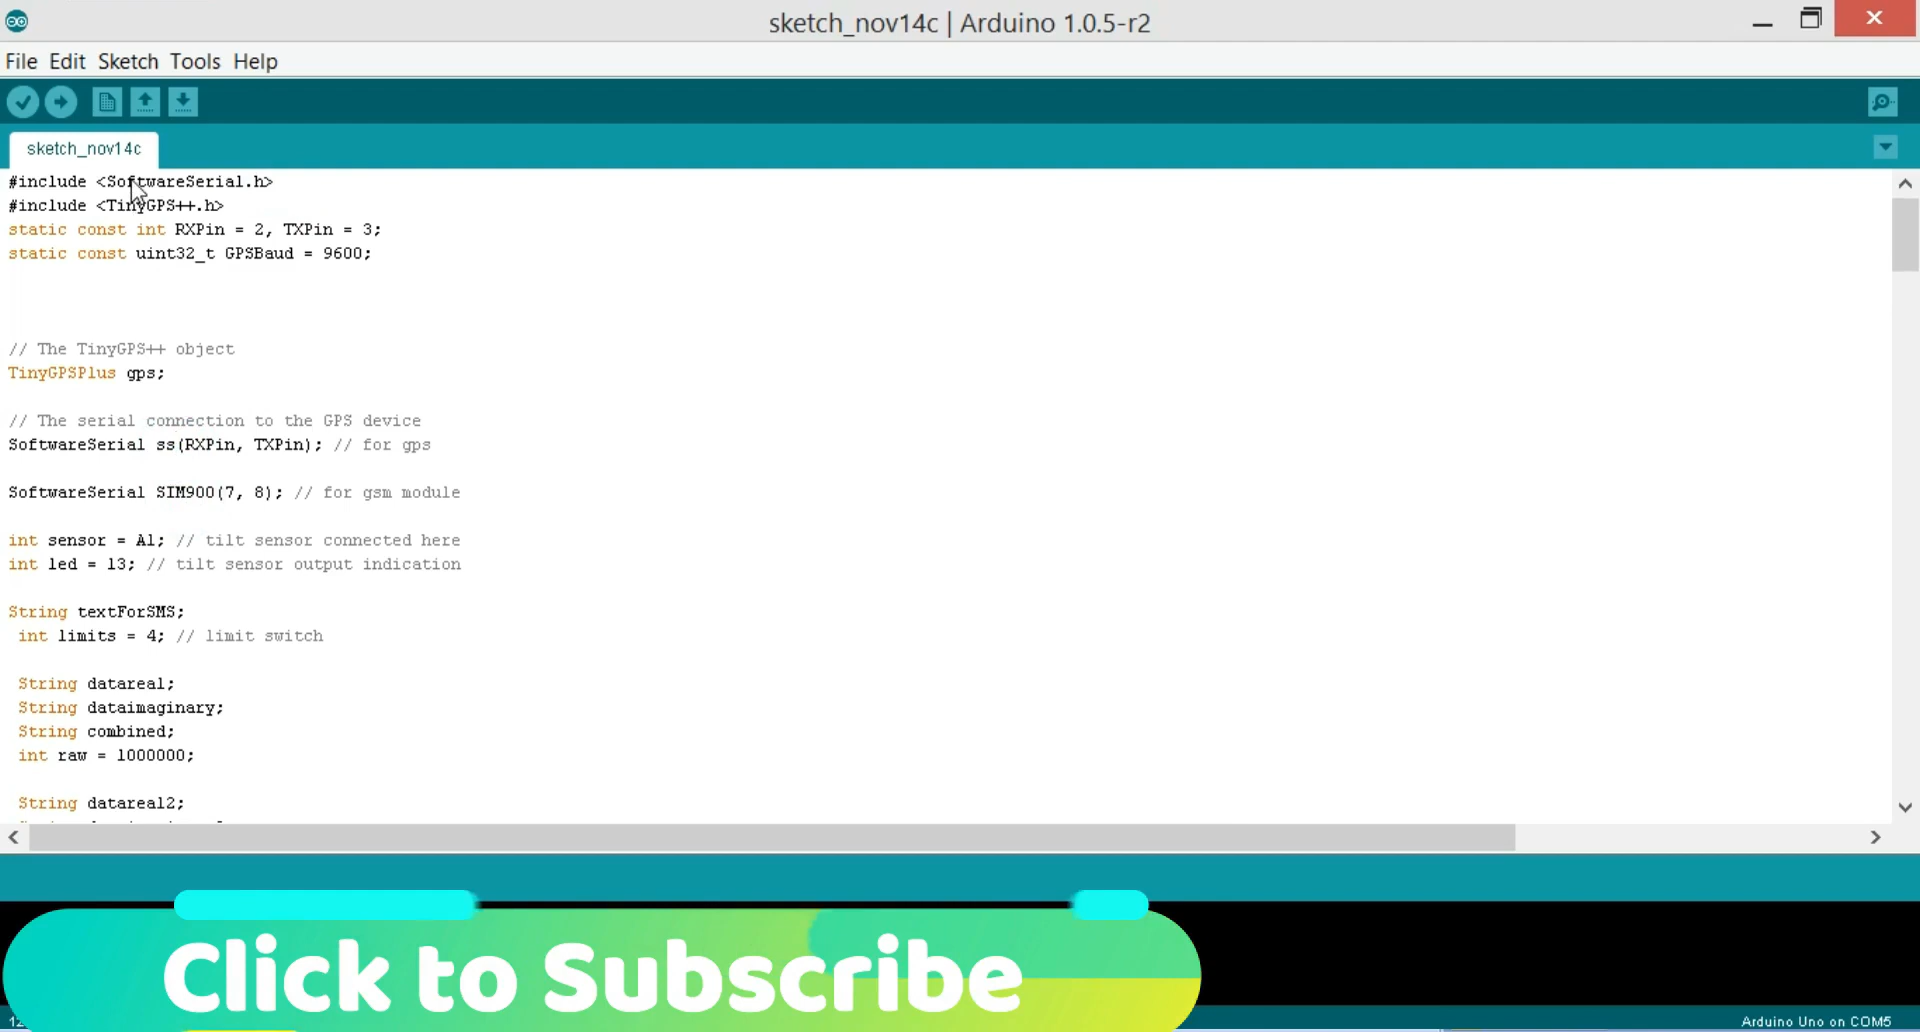 sketch_nov14c | Arduino 1.0.5-r2
File Edit Sketch Tools Help
sketch_nov14c
#include <SoftwareSerial.h>
#include <TinyGPS++.h>
static const int RXPin = 2, TXPin = 3;
static const uint32_t GPSBaud = 9600;
// The TinyGPS++ object
TinyGPSPlus gps;
// The serial connection to the GPS device
SoftwareSerial ss(RXPin, TXPin); // for gps
SoftwareSerial SIM900(7, 8); // for gsm module
int sensor = A1; // tilt sensor connected here
int led = 13; // tilt sensor output indication
String textForSMS;
int limits = 4; // limit switch
String datareal;
String dataimaginary;
String combined;
int raw = 1000000;
String datareal2;
Click to Subscribe
Arduino Uno on COM5